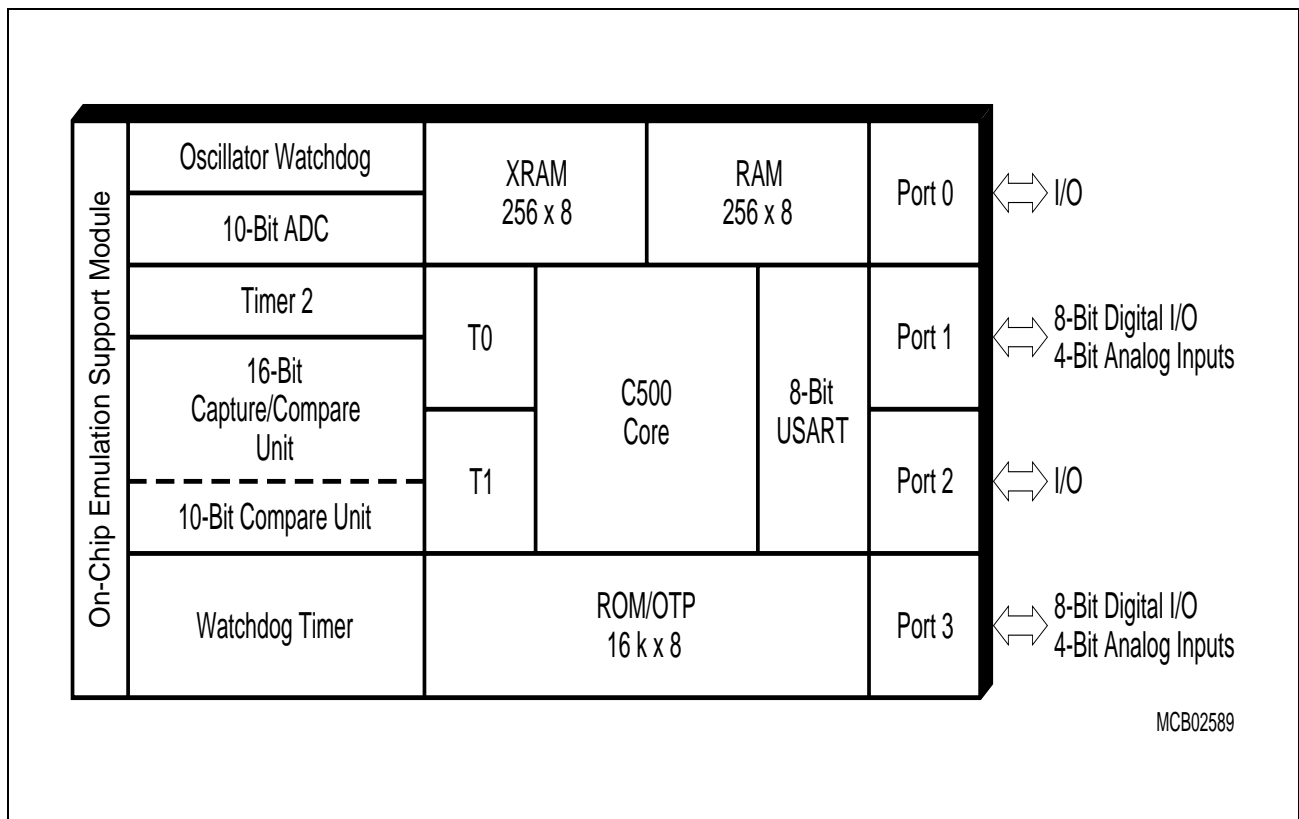 On-Chip Emulation Support Module
Oscillator Watchdog
10-Bit ADC
Timer 2
16-Bit
Capture/Compare
Unit
10-Bit Compare Unit
Watchdog Timer
XRAM
256 x 8
RAM
256 x 8
T0
T1
C500
Core
8-Bit
USART
ROM/OTP
16 k x 8
Port 0
I/O
Port 1
8-Bit Digital I/O
4-Bit Analog Inputs
Port 2
I/O
Port 3
8-Bit Digital I/O
4-Bit Analog Inputs
MCB02589